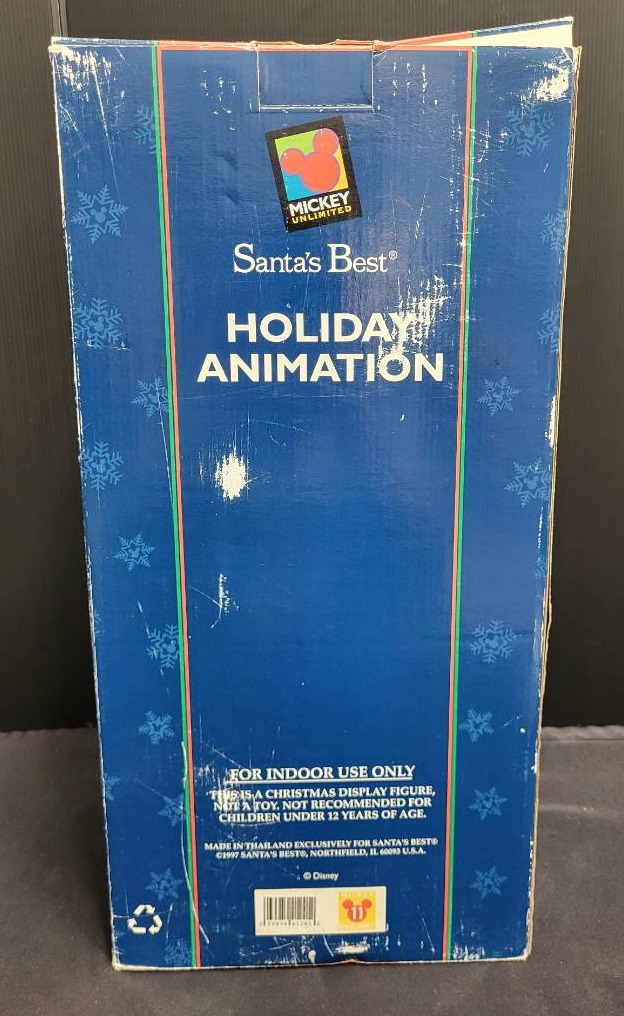 MICKEY
UNLIMITED
Santa's Best®
HOLIDAY
ANIMATION
FOR INDOOR USE ONLY
THIS IS A CHRISTMAS DISPLAY FIGURE,
NOT A TOY. NOT RECOMMENDED FOR
CHILDREN UNDER 12 YEARS OF AGE.
MADE IN THAILAND EXCLUSIVELY FOR SANTA'S BEST®
©1997 SANTA'S BEST®, NORTHFIELD, IL 60093 U.S.A.
© Disney
MICKEY
11